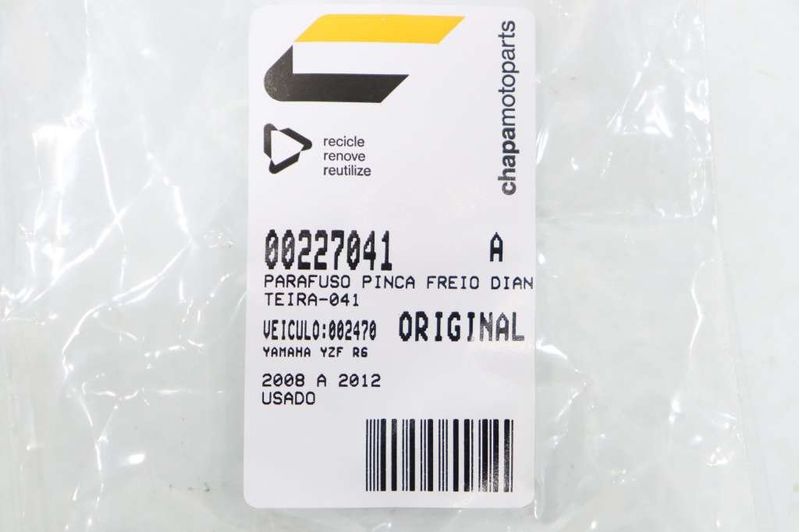 chapamotoparts
recicle
renove
reutilize
00227041 A
PARAFUSO PINCA FREIO DIAN
TEIRA-041
VEICULO:002470 ORIGINAL
YAMAHA YZF R6
2008 A 2012
USADO